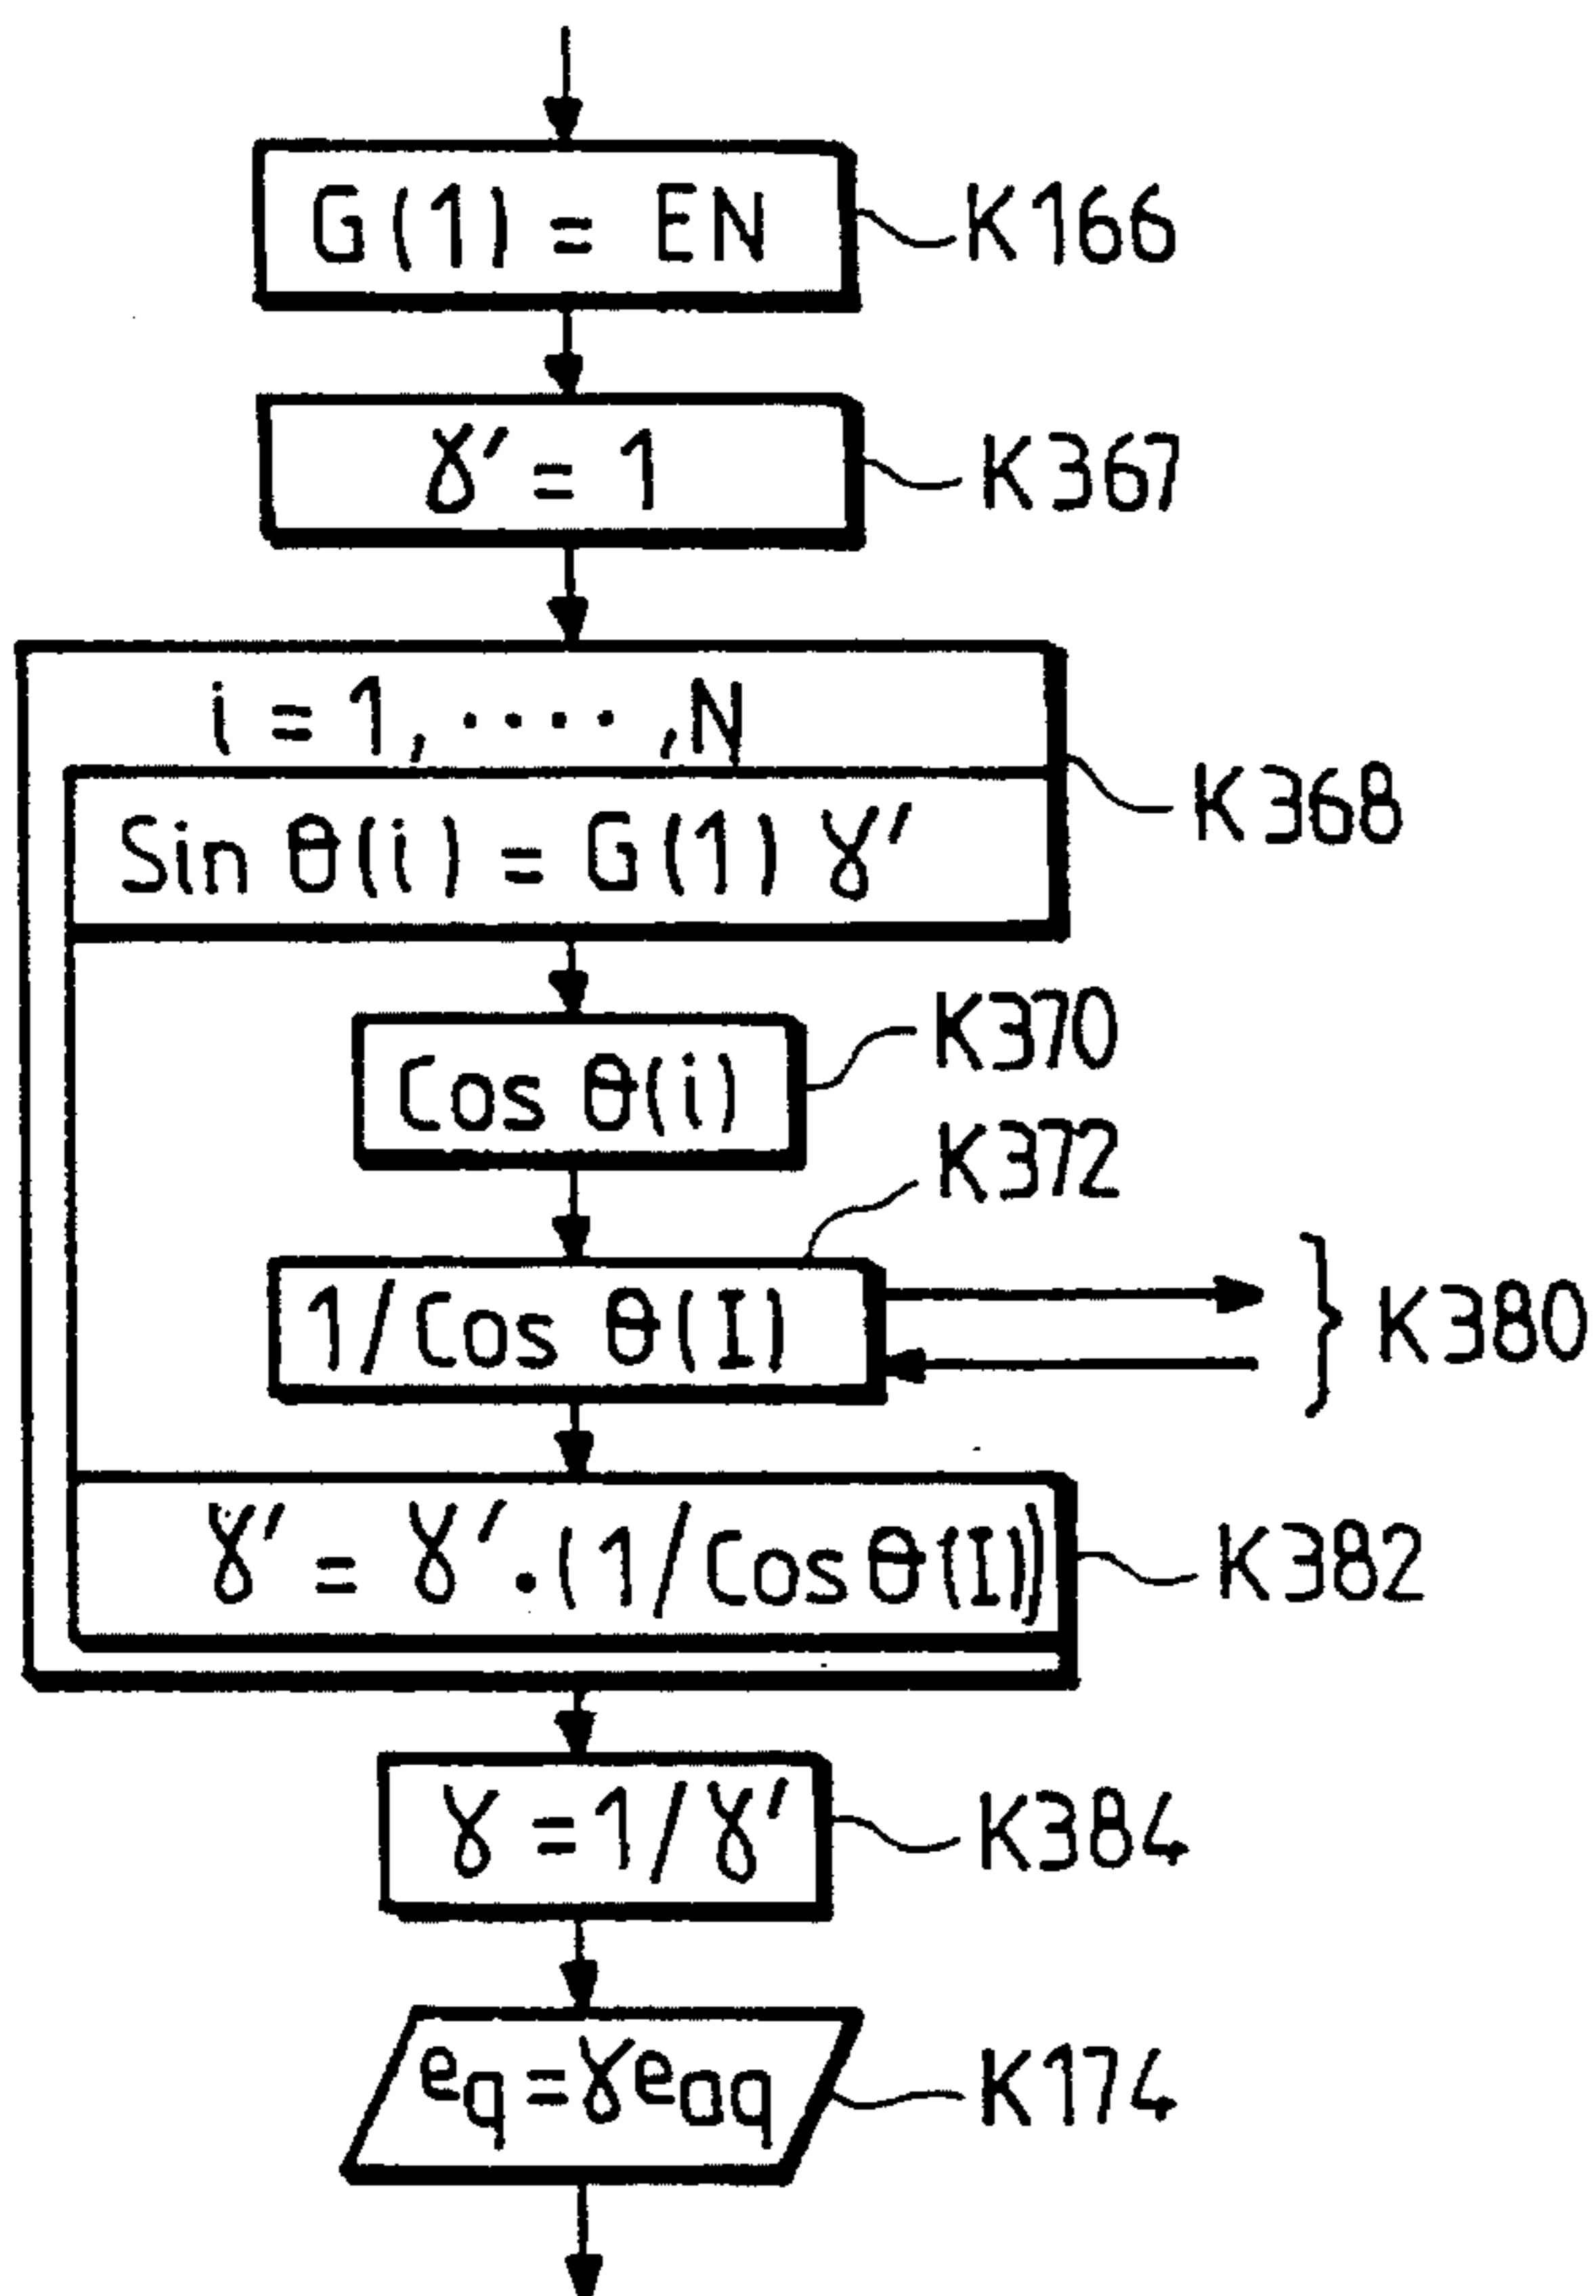 G(1) = EN K166
γ' = 1 K367
i = 1, ···· ,N
K368
Sin θ(i) = G(1) γ'
K370
Cos θ(i)
K372
1/Cos θ(I) K380
γ' = γ' · (1/Cos θ(I)) K382
γ = 1/γ' K384
eq = γeaq K174